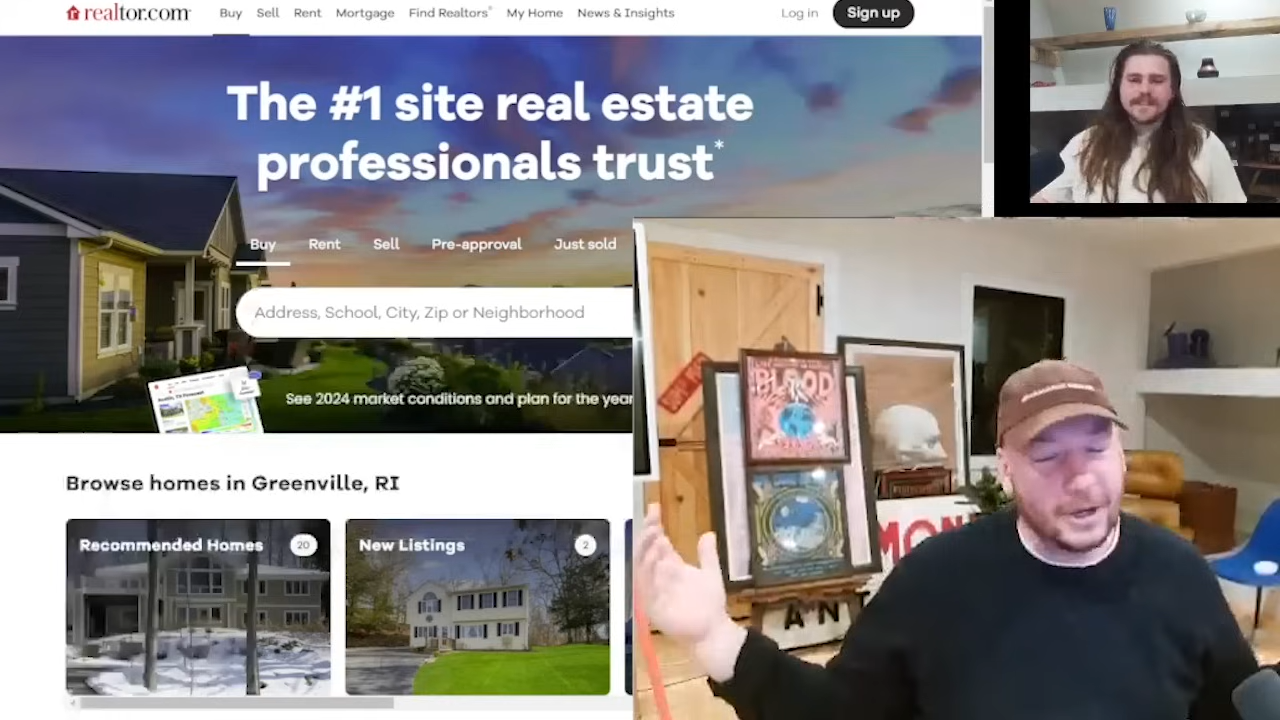 realtor.com
Buy Sell Rent Mortgage Find Realtors® My Home News & Insights Log in Sign up
The #1 site real estate
professionals trust*
Buy Rent Sell Pre-approval Just sold
Address, School, City, Zip or Neighborhood
See 2024 market conditions and plan for the year
Browse homes in Greenville, RI
Recommended Homes 20
New Listings 2
BLOOD
MON
AN